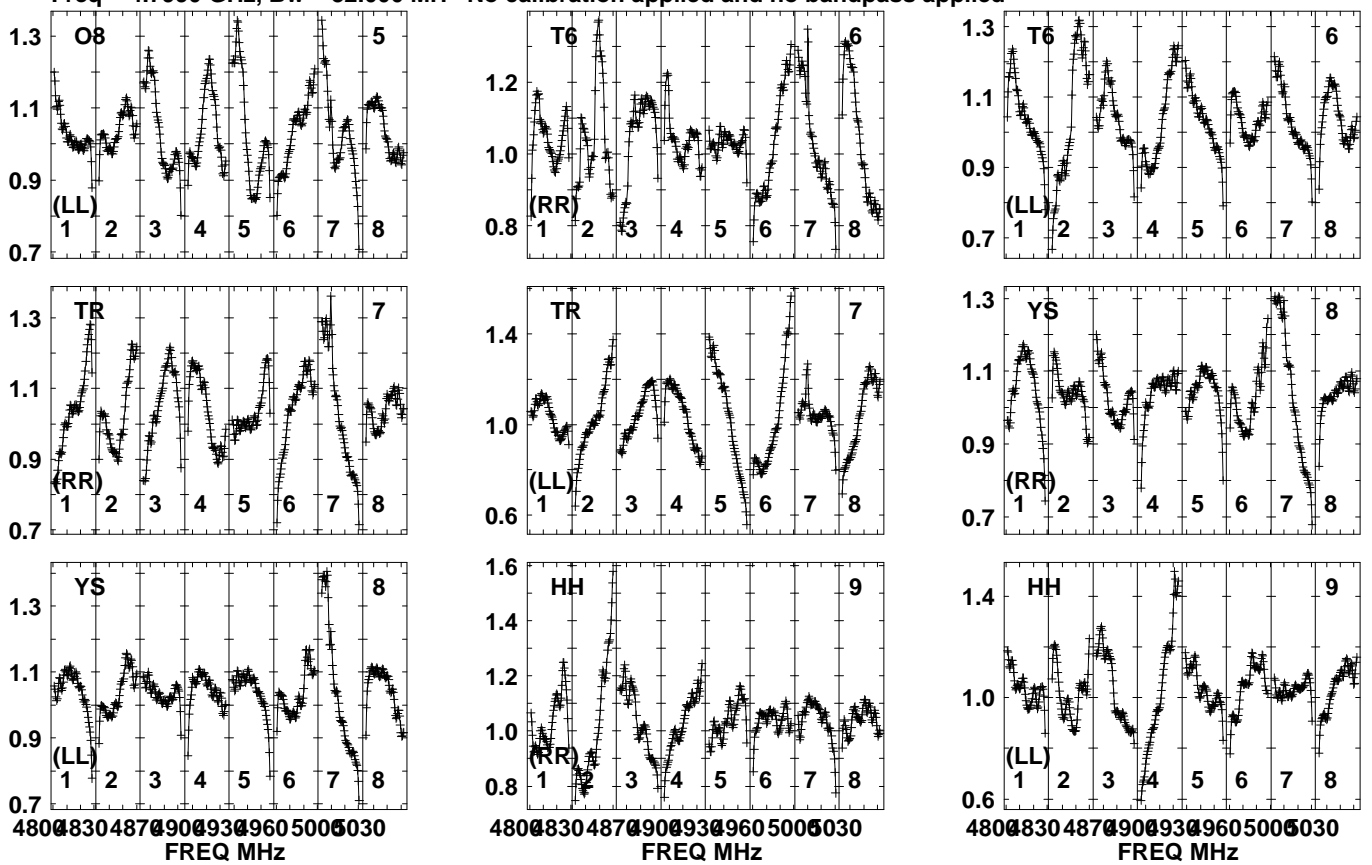 No calibration applied and no bandpass applied
O8 5
T6 6
T6 6
1.3 1.1 0.9 0.7
1.2 1.0 0.8
1.3 1.1 0.9 0.7
(LL)
(RR)
(LL)
1 2 3 4 5 6 7 8
1 2 3 4 5 6 7 8
1 2 3 4 5 6 7 8
TR 7
TR 7
YS 8
1.3 1.1 0.9 0.7
1.4 1.0 0.6
1.3 1.1 0.9 0.7
(RR)
(LL)
(RR)
1 2 3 4 5 6 7 8
1 2 3 4 5 6 7 8
1 2 3 4 5 6 7 8
YS 8
HH 9
HH 9
1.3 1.1 0.9 0.7
1.6 1.4 1.2 1.0 0.8
1.4 1.0 0.6
(LL)
(RR)
(LL)
1 2 3 4 5 6 7 8
1 2 3 4 5 6 7 8
1 2 3 4 5 6 7 8
4800 4830 4870 4900 4930 4960 5000 5030
4800 4830 4870 4900 4930 4960 5000 5030
4800 4830 4870 4900 4930 4960 5000 5030
FREQ MHz
FREQ MHz
FREQ MHz